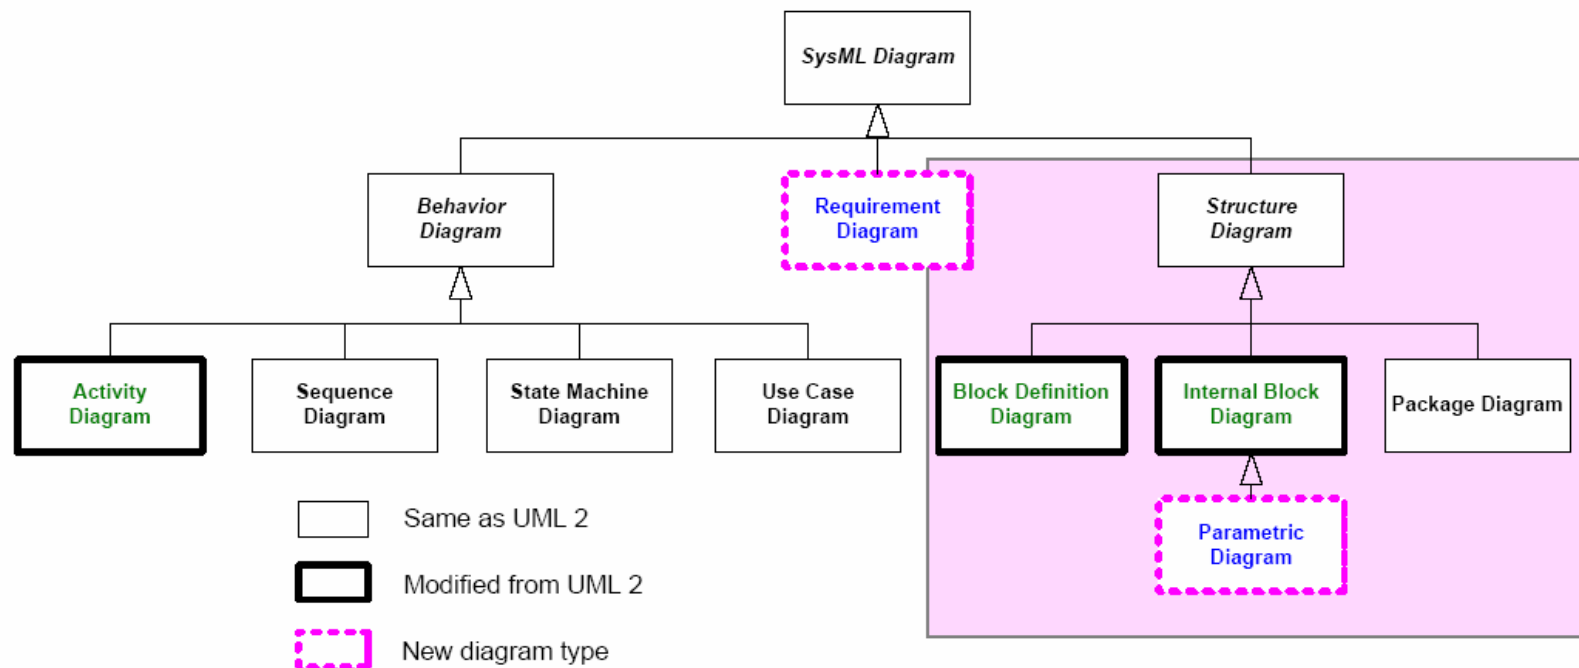 SysML Diagram
Behavior
Diagram
Requirement
Diagram
Structure
Diagram
Activity
Diagram
Sequence
Diagram
State Machine
Diagram
Use Case
Diagram
Block Definition
Diagram
Internal Block
Diagram
Package Diagram
Parametric
Diagram
Same as UML 2
Modified from UML 2
New diagram type